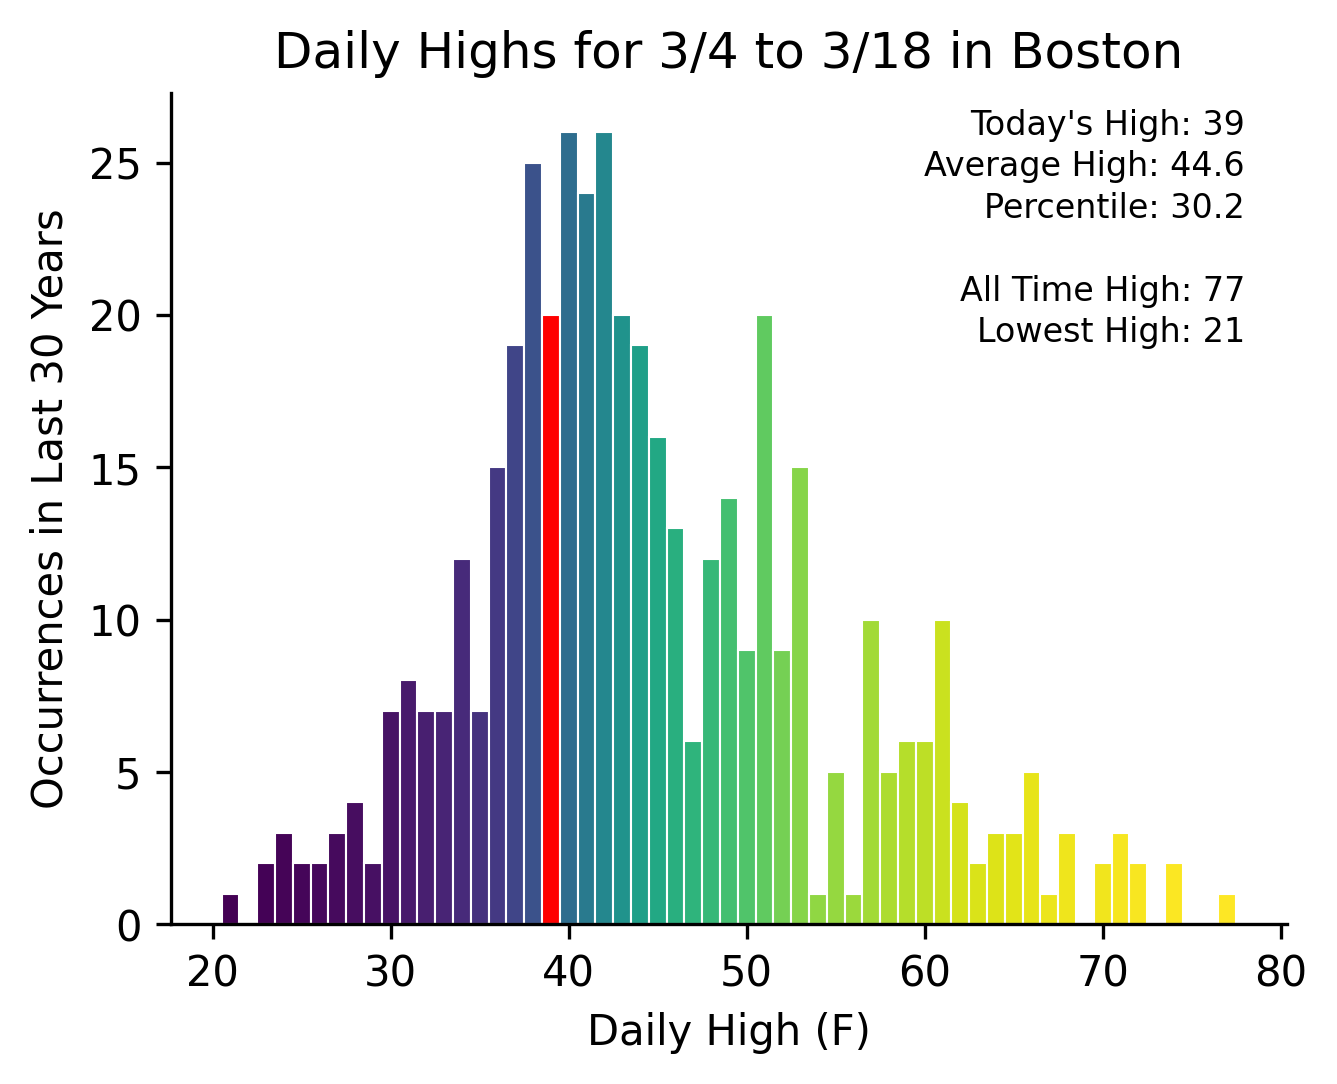 Daily Highs for 3/4 to 3/18 in Boston
Today's High: 39
Average High: 44.6
Percentile: 30.2
All Time High: 77
Lowest High: 21
Occurrences in Last 30 Years
25
20
15
10
5
0
20 30 40 50 60 70 80
Daily High (F)